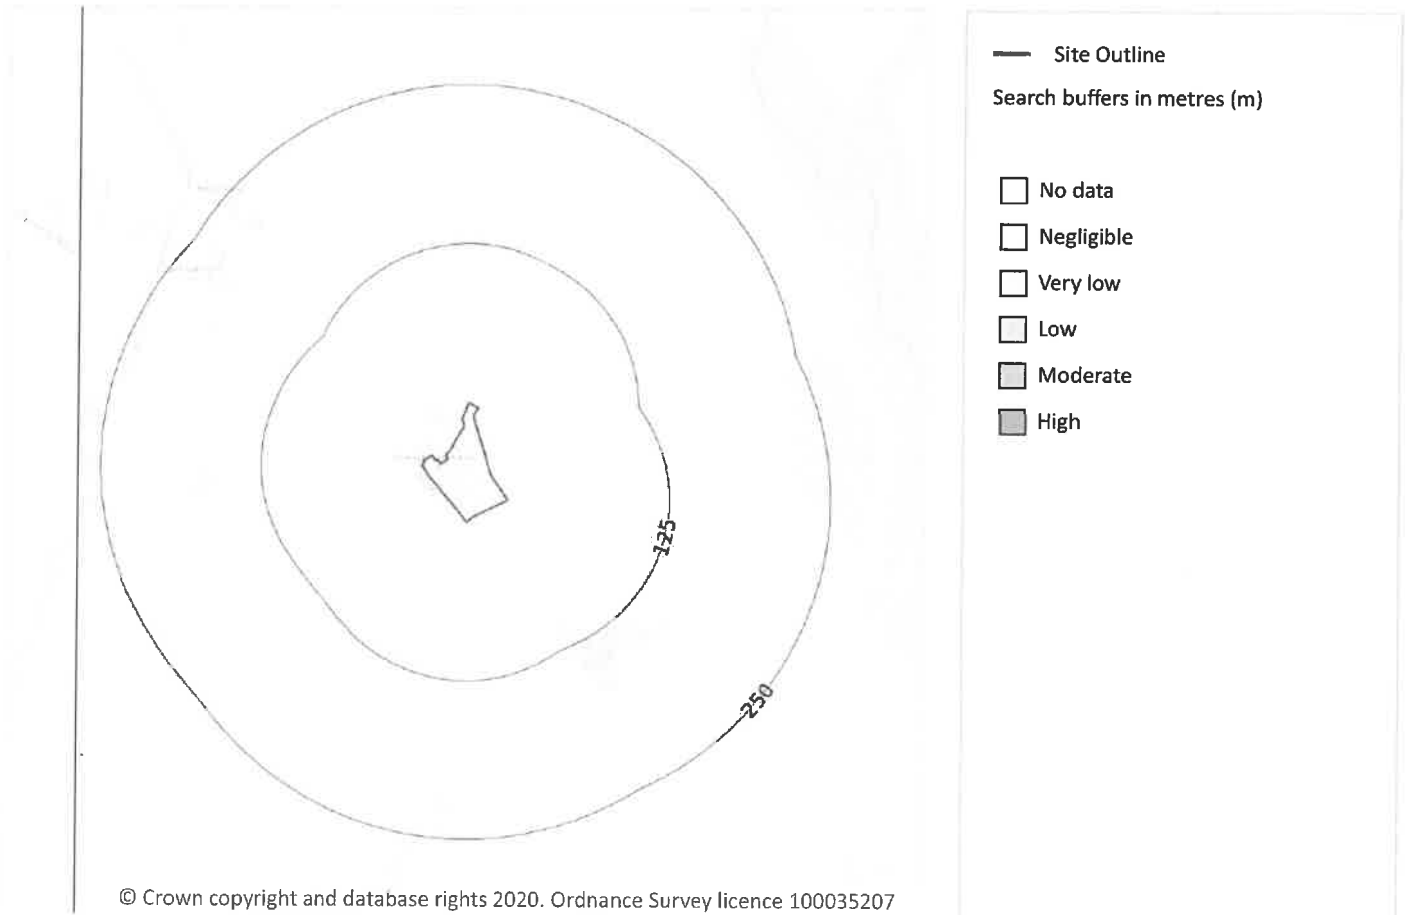 Site Outline
Search buffers in metres (m)
No data
Negligible
Very low
Low
Moderate
High
125
250
© Crown copyright and database rights 2020. Ordnance Survey licence 100035207